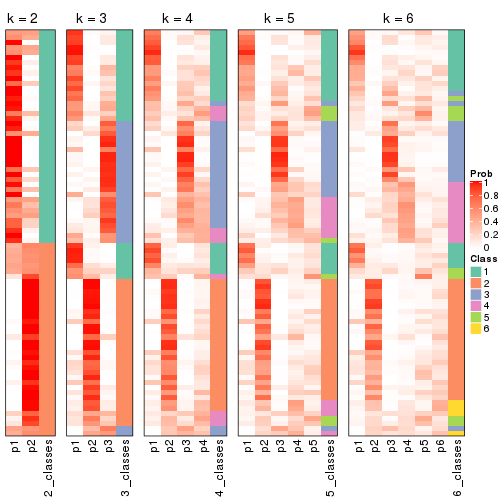 k = 2
k = 3
k = 4
k = 5
k = 6
p1
p2
2_classes
p1
p2
p3
3_classes
p1
p2
p3
p4
4_classes
p1
p2
p3
p4
p5
5_classes
p1
p2
p3
p4
p5
p6
6_classes
Prob
1
0.8
0.6
0.4
0.2
0
Class
1
2
3
4
5
6